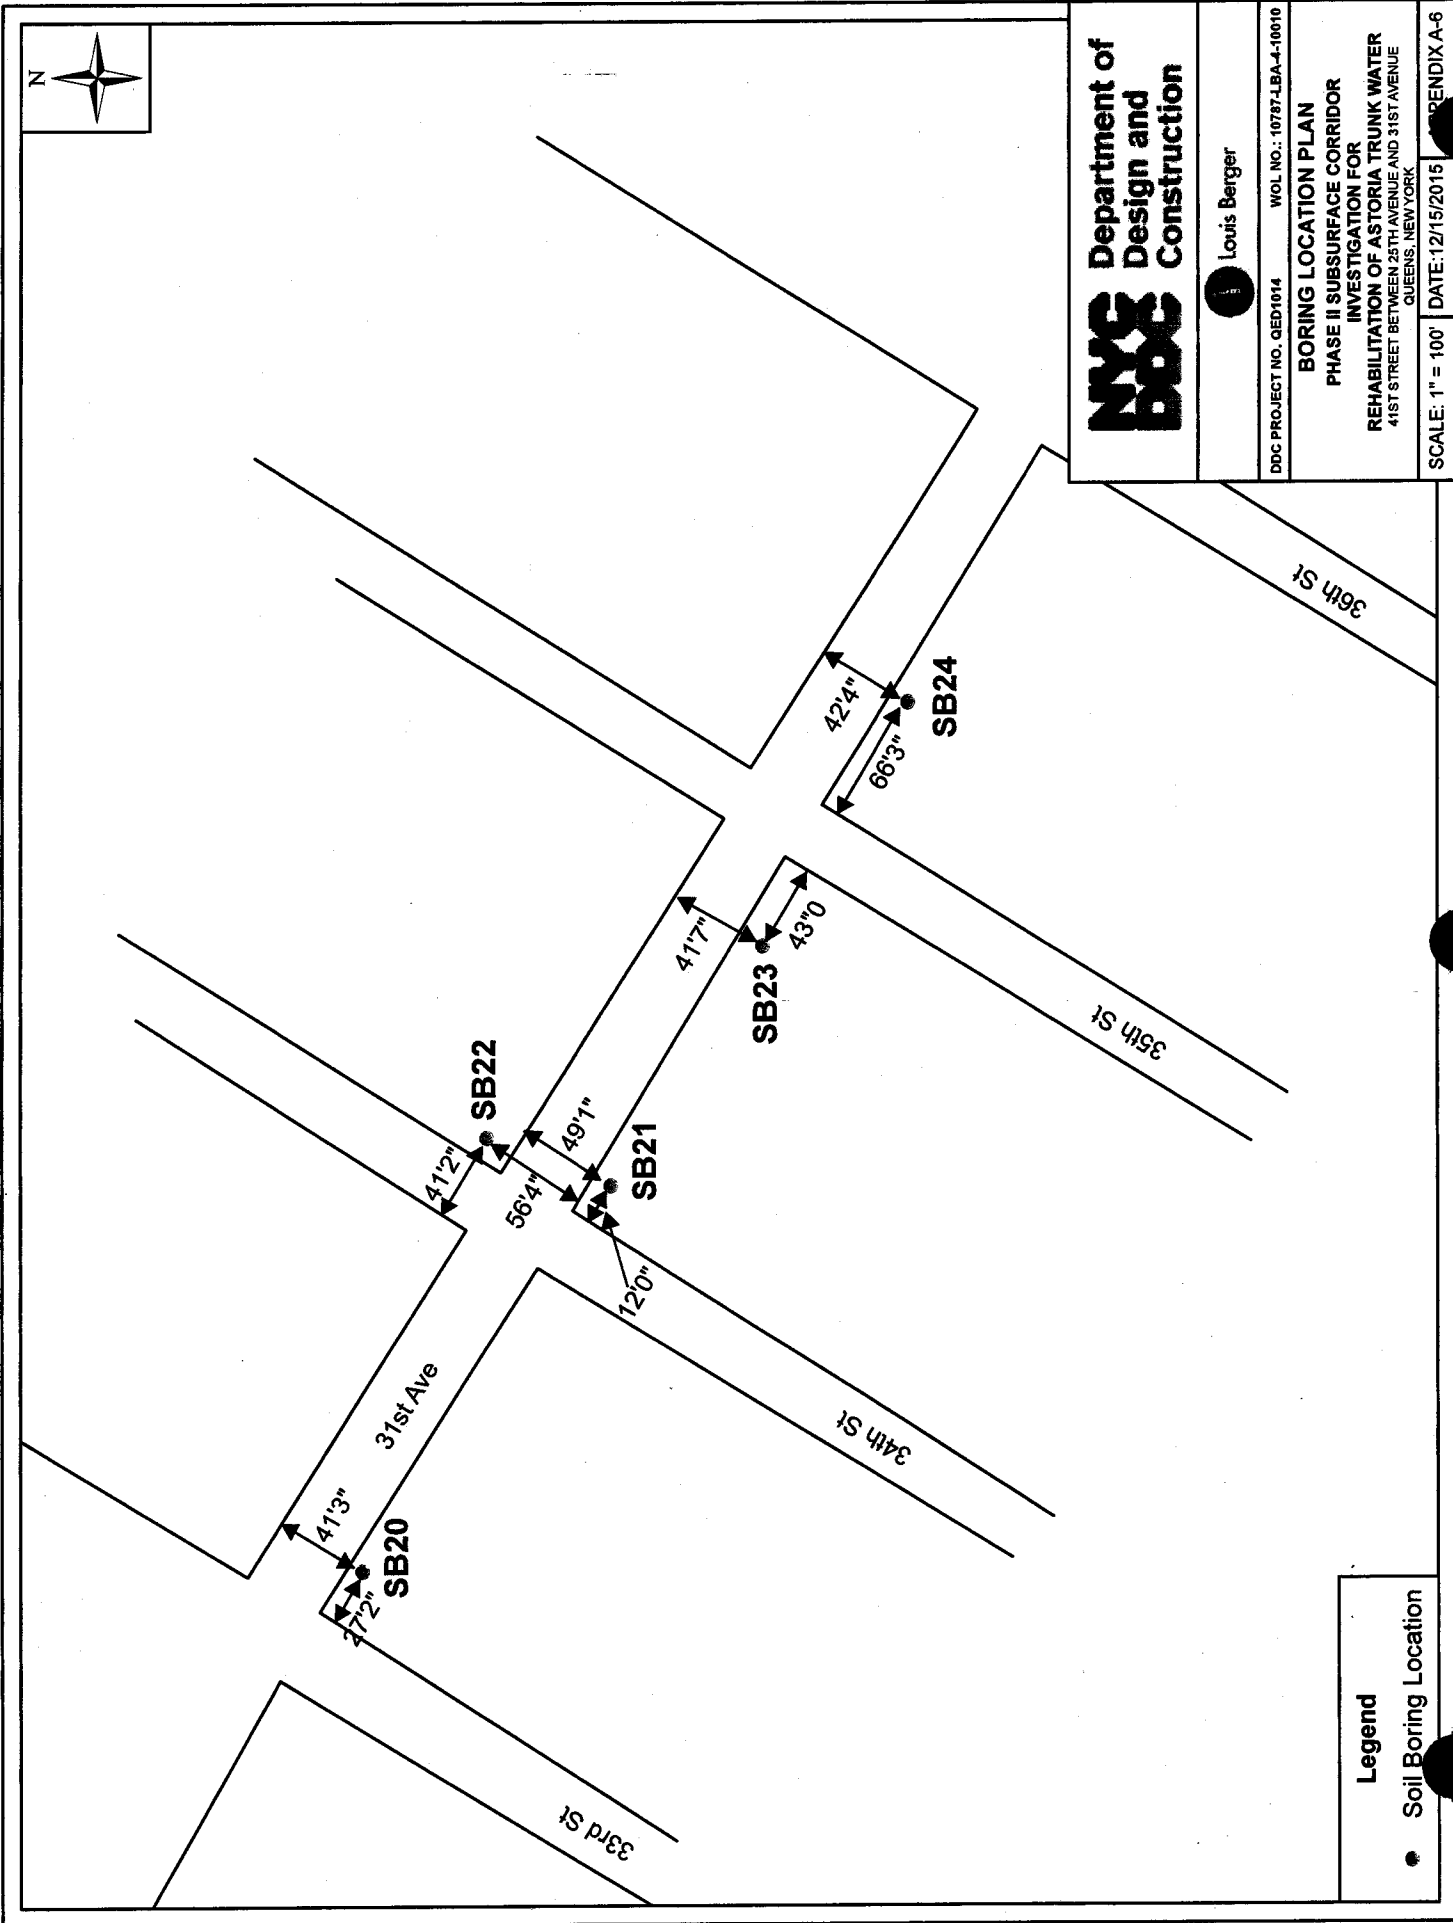 N
SB22
41'2"
56'4"
49'1"
SB21
12'0"
31st Ave
41'3"
SB20
27'2"
41'7"
SB23
43"0
42'4"
66'3"
SB24
33rd St
34th St
35th St
36th St
Legend
Soil Boring Location
NYC DDC
Department of
Design and
Construction
Louis Berger
DDC PROJECT NO. QED1014 WOL NO.: 10787-LBA-4-10010
BORING LOCATION PLAN
PHASE II SUBSURFACE CORRIDOR
INVESTIGATION FOR
REHABILITATION OF ASTORIA TRUNK WATER
41ST STREET BETWEEN 25TH AVENUE AND 31ST AVENUE
QUEENS, NEW YORK
SCALE: 1" = 100' DATE:12/15/2015 A-6